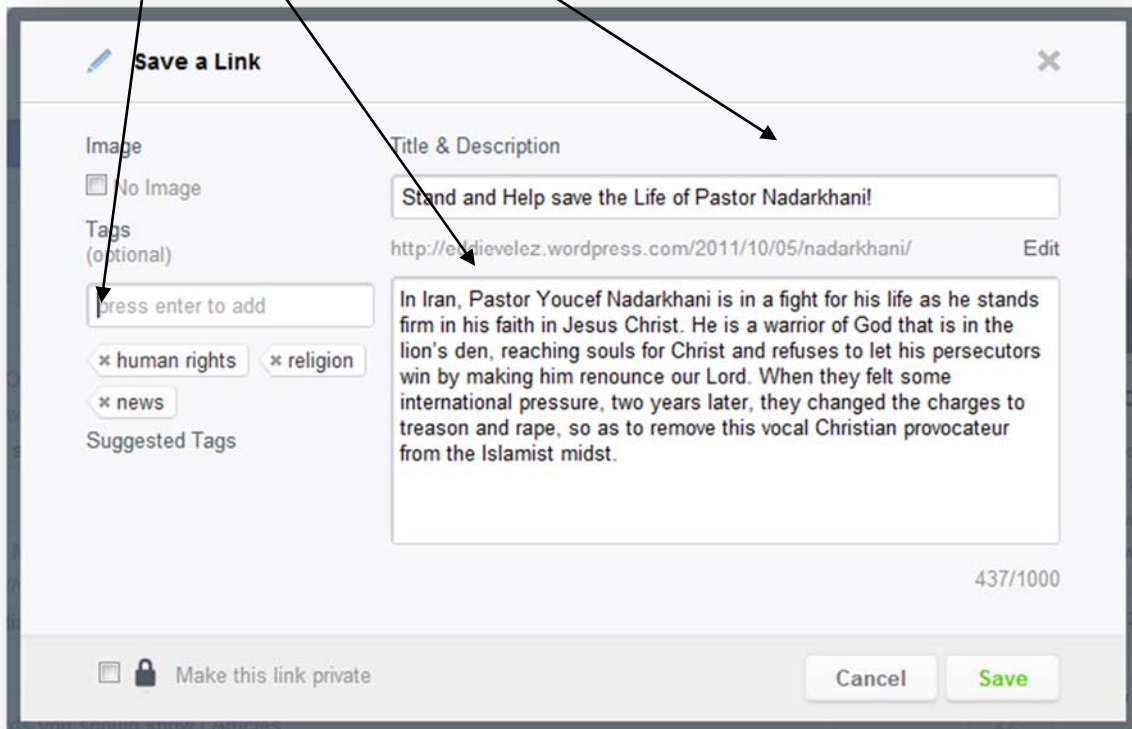 Save a Link
Image
No Image
Tags
(optional)
press enter to add
× human rights × religion
× news
Suggested Tags
Title & Description
Stand and Help save the Life of Pastor Nadarkhani!
http://eddievelez.wordpress.com/2011/10/05/nadarkhani/ Edit
In Iran, Pastor Youcef Nadarkhani is in a fight for his life as he stands
firm in his faith in Jesus Christ. He is a warrior of God that is in the
lion's den, reaching souls for Christ and refuses to let his persecutors
win by making him renounce our Lord. When they felt some
international pressure, two years later, they changed the charges to
treason and rape, so as to remove this vocal Christian provocateur
from the Islamist midst.
437/1000
Make this link private
Cancel Save